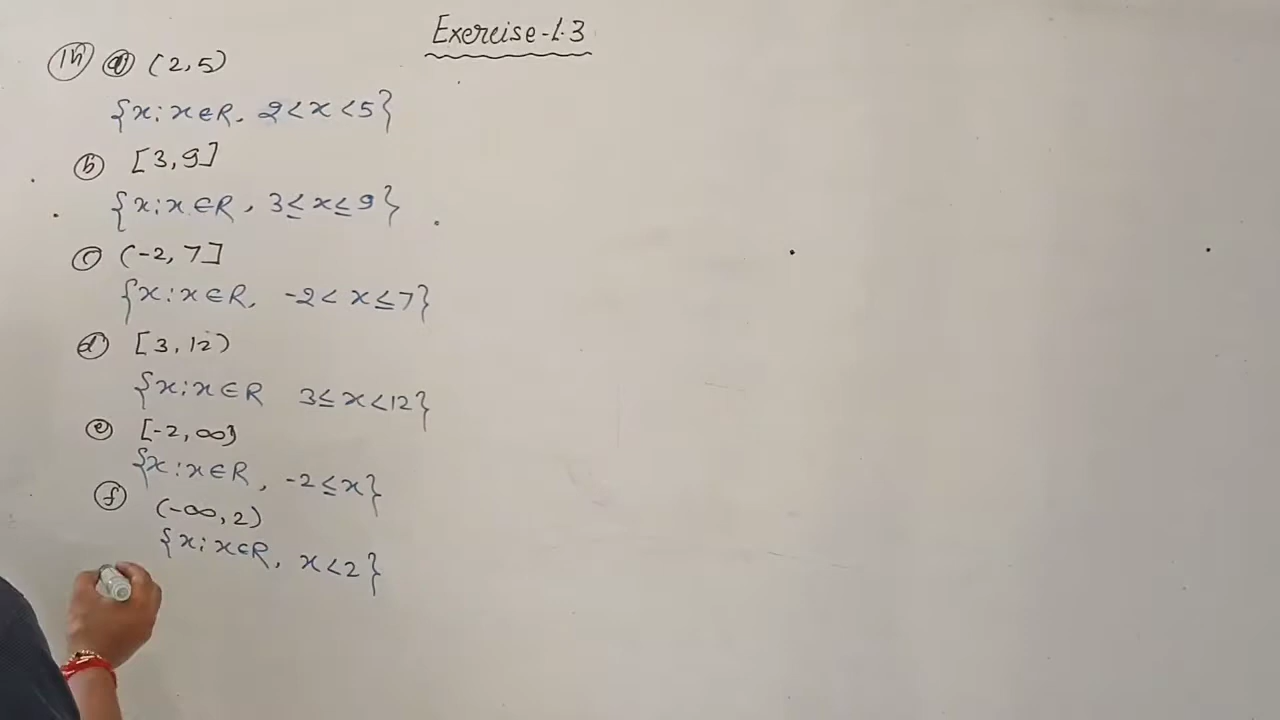 Exercise-1.3
(a) (2,5)
{x:x∈R, 2<x<5}
(b) [3,9]
{x:x∈R, 3≤x≤9}
(c) (-2,7]
{x:x∈R, -2<x≤7}
(d) [3,12)
{x:x∈R 3≤x<12}
(e) [-2,∞)
{x:x∈R, -2≤x}
(f) (-∞,2)
{x:x∈R, x<2}